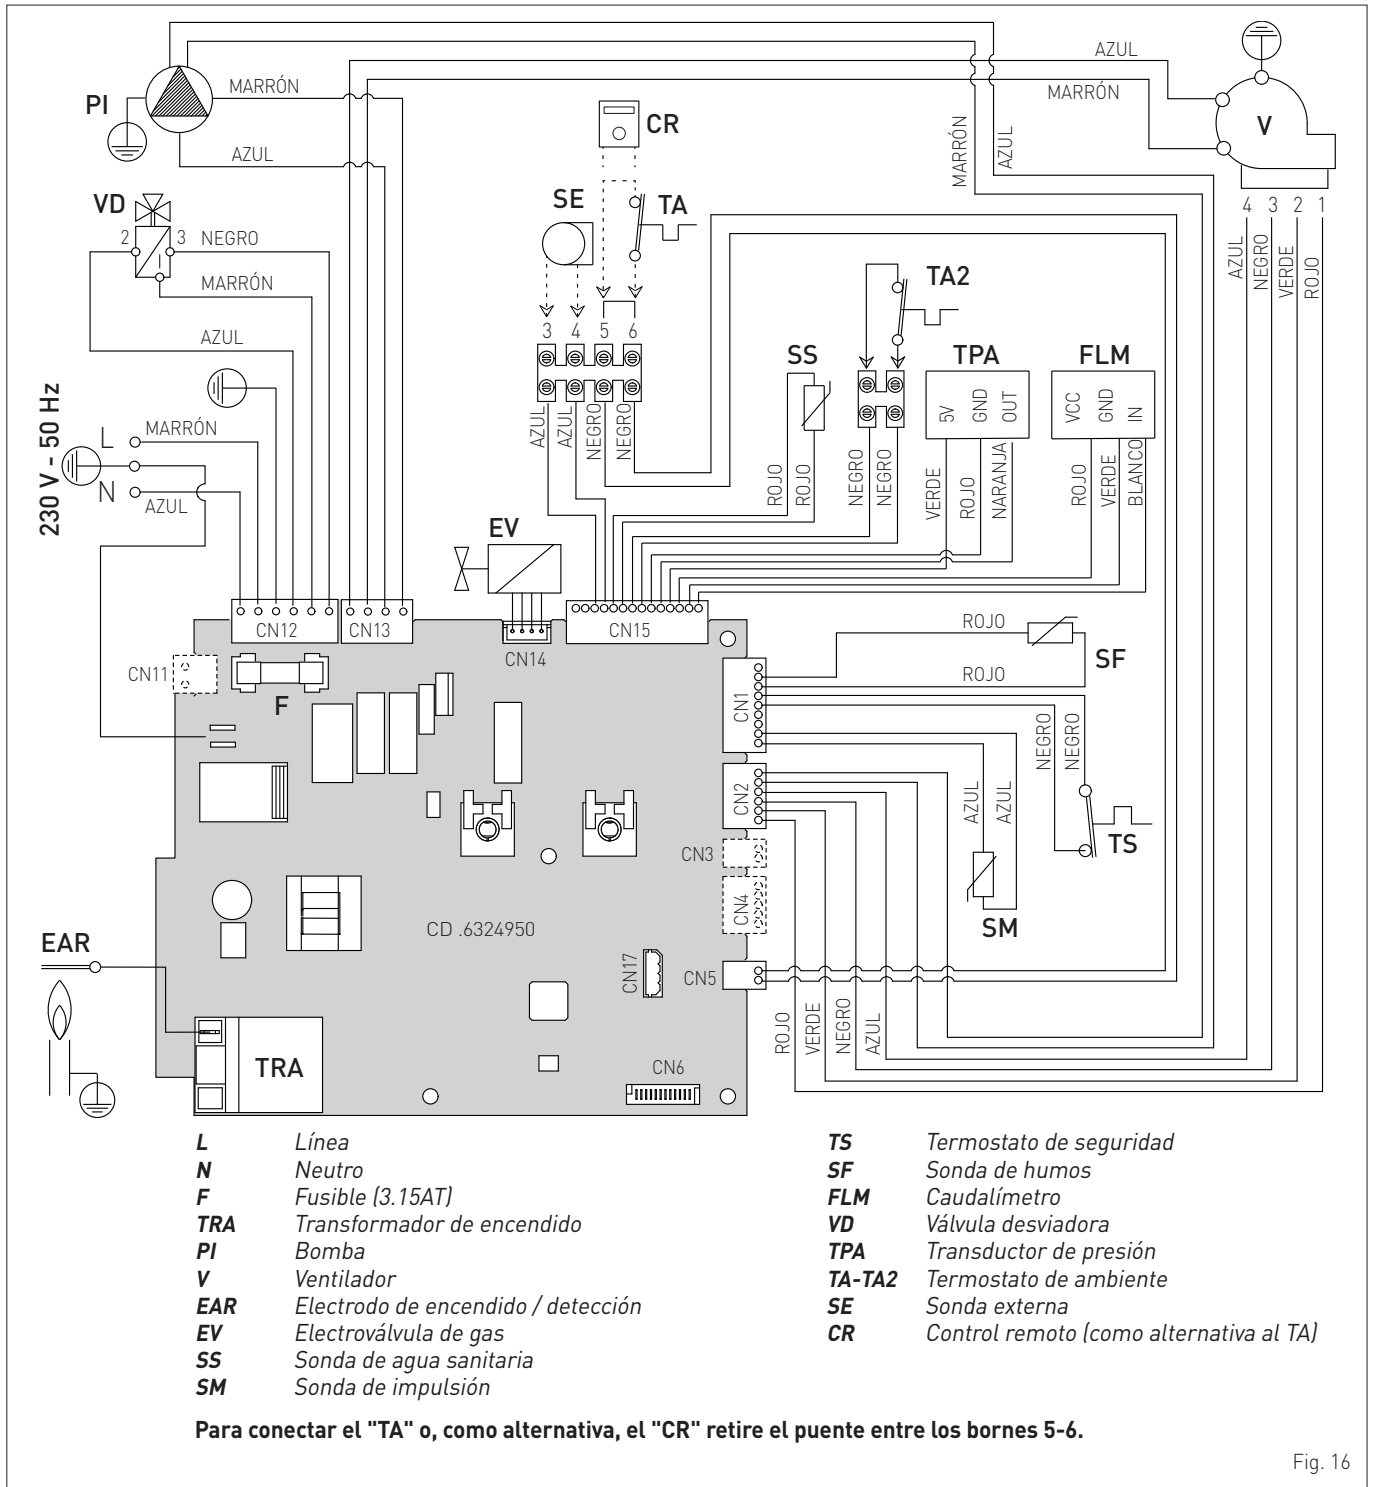 AZUL
MARRÓN
PI
MARRÓN
CR
V
AZUL
MARRÓN
AZUL
VD
SE
TA
2
3
NEGRO
4 3 2 1
MARRÓN
AZUL
NEGRO
VERDE
ROJO
TA2
AZUL
3 4 5 6
SS
TPA
FLM
230 V - 50 Hz
5V
GND
OUT
VCC
GND
IN
L
MARRÓN
AZUL
AZUL
NEGRO
NEGRO
N
AZUL
ROJO
ROJO
NEGRO
NEGRO
VERDE
ROJO
NARANJA
ROJO
VERDE
BLANCO
EV
CN12
CN13
CN14
CN15
ROJO
SF
CN11
F
ROJO
CN1
NEGRO
NEGRO
CN2
AZUL
AZUL
TS
CN3
CN4
SM
CD .6324950
EAR
CN17
CN5
ROJO
VERDE
NEGRO
AZUL
TRA
CN6
L Línea
N Neutro
F Fusible (3.15AT)
TRA Transformador de encendido
PI Bomba
V Ventilador
EAR Electrodo de encendido / detección
EV Electroválvula de gas
SS Sonda de agua sanitaria
SM Sonda de impulsión
TS Termostato de seguridad
SF Sonda de humos
FLM Caudalímetro
VD Válvula desviadora
TPA Transductor de presión
TA-TA2 Termostato de ambiente
SE Sonda externa
CR Control remoto (como alternativa al TA)
Para conectar el "TA" o, como alternativa, el "CR" retire el puente entre los bornes 5-6.
Fig. 16